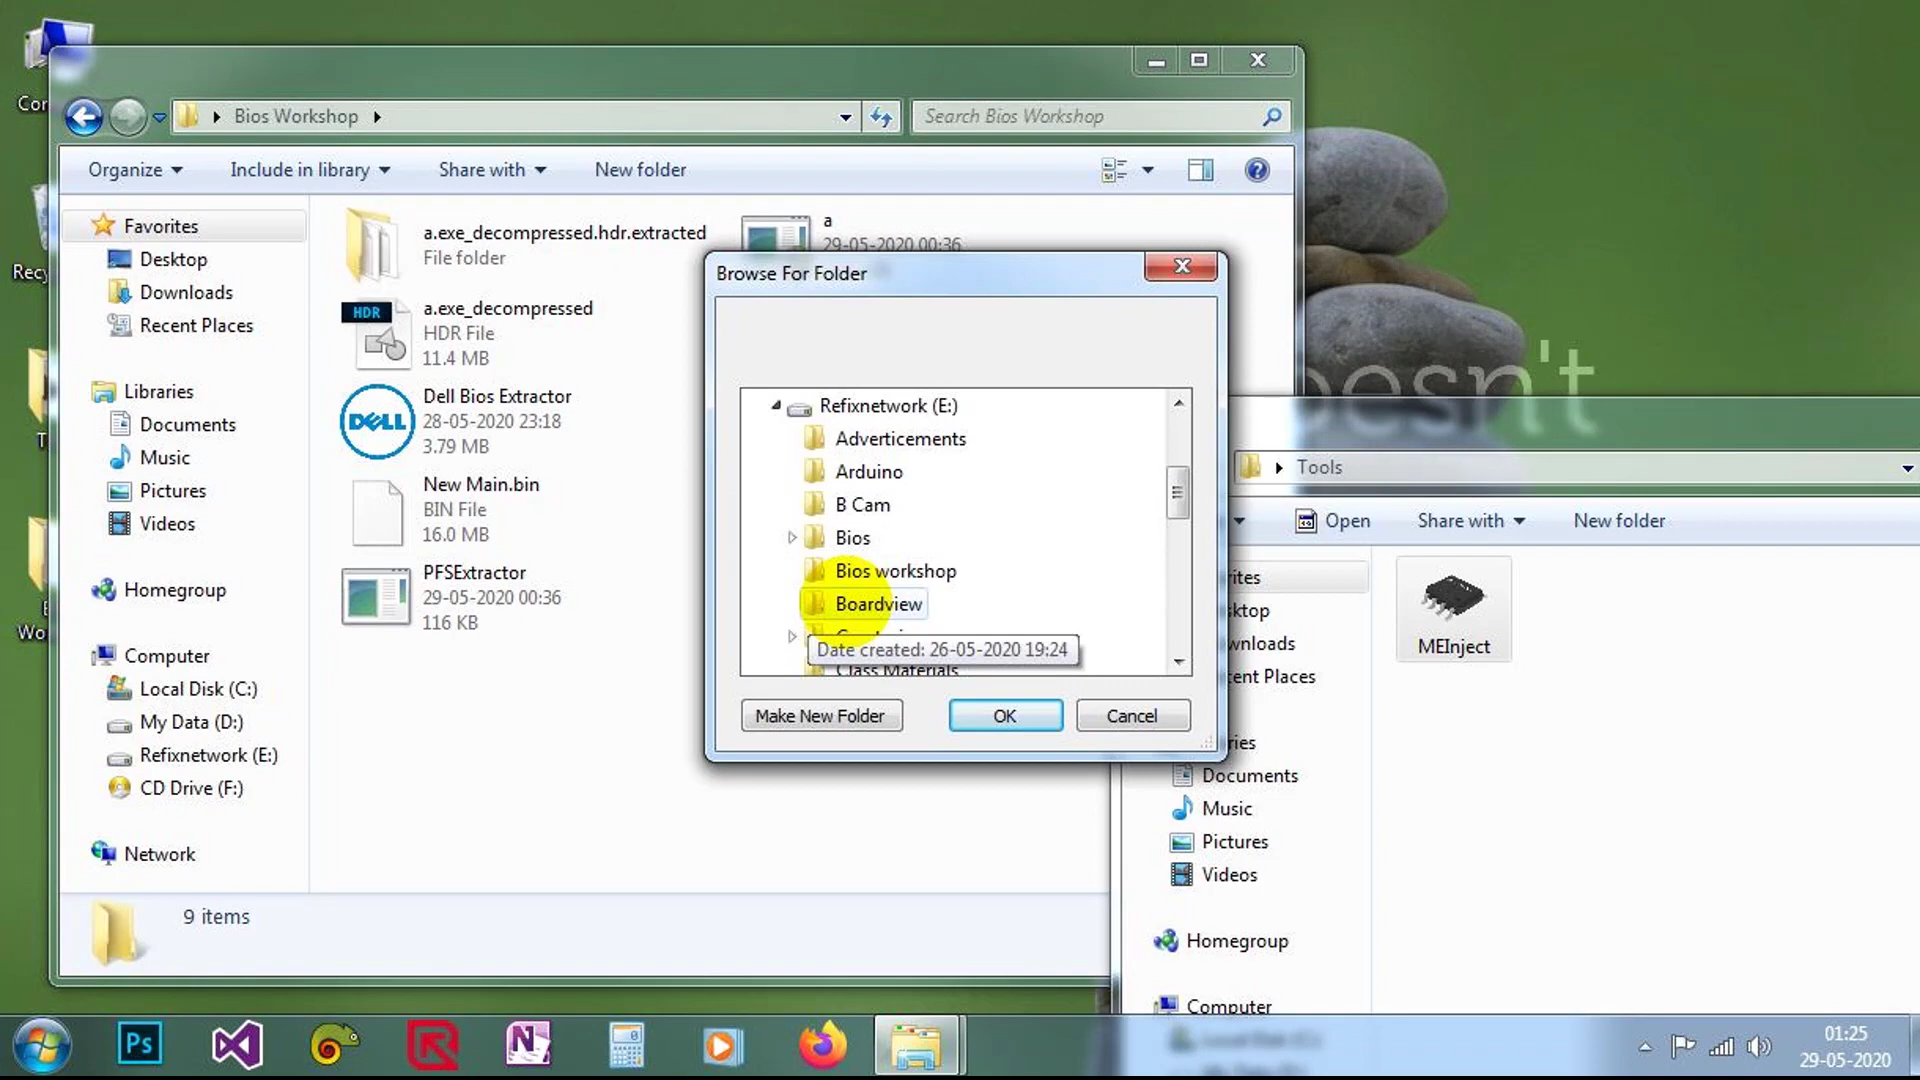 Bios Workshop
Search Bios Workshop
Organize
Include in library
Share with
New folder
Favorites
Desktop
Downloads
Recent Places
Libraries
Documents
Music
Pictures
Videos
Homegroup
Computer
Local Disk (C:)
My Data (D:)
Refixnetwork (E:)
CD Drive (F:)
Network
a.exe_decompressed.hdr.extracted
File folder
HDR
a.exe_decompressed
HDR File
11.4 MB
DELL
Dell Bios Extractor
28-05-2020 23:18
3.79 MB
New Main.bin
BIN File
16.0 MB
PFSExtractor
29-05-2020 00:36
116 KB
a
29-05-2020 00:36
9 items
Browse For Folder
Refixnetwork (E:)
Adverticements
Arduino
B Cam
Bios
Bios workshop
Boardview
Date created: 26-05-2020 19:24
Class Materials
Make New Folder
OK
Cancel
oesn't
Tools
Open
Share with
New folder
MEInject
Documents
Music
Pictures
Videos
Homegroup
Computer
Ps
01:25
29-05-2020